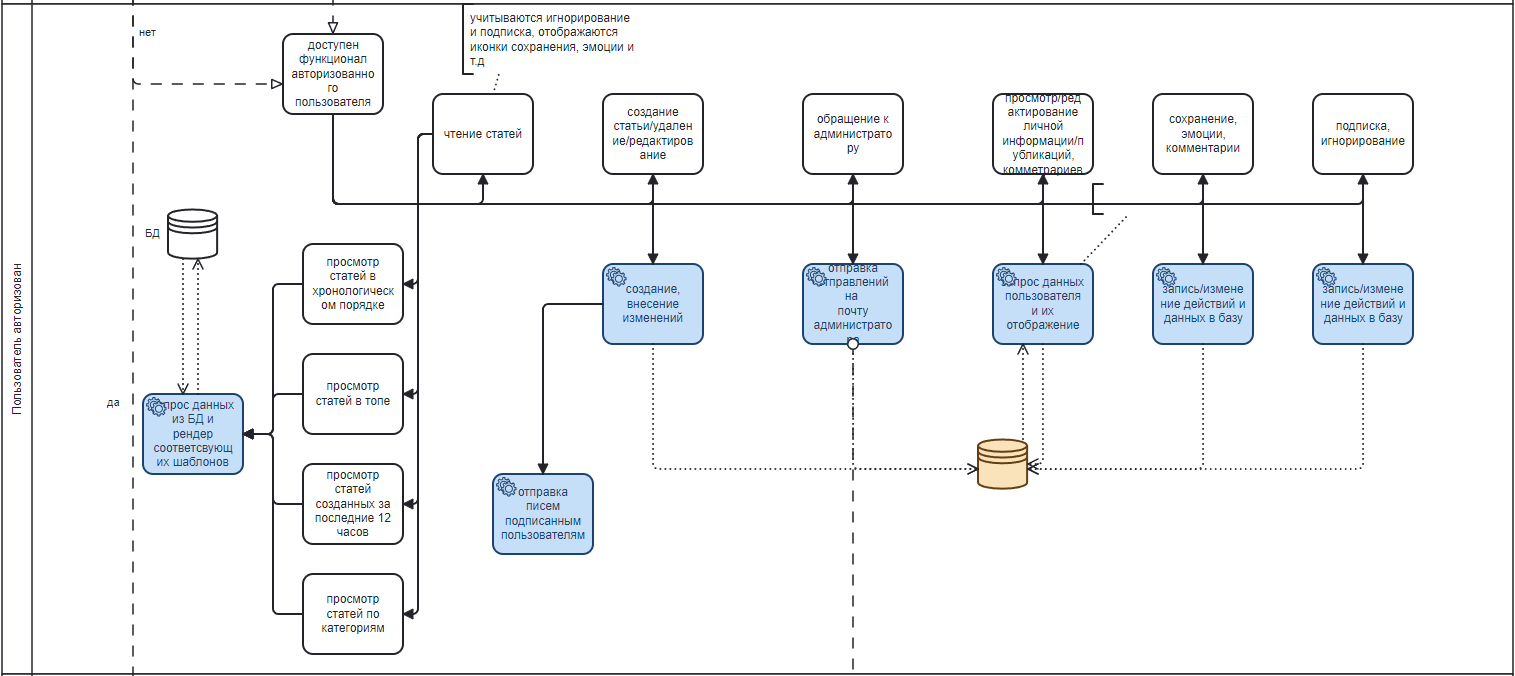 нет
учитываются игнорирование
и подписка, отображаются
иконки сохранения, эмоции и
т.д
доступен
функционал
авторизованно
го
пользователя
чтение статей
создание
статьи/удален
ие/редактиров
ание
обращение к
администрато
ру
просмотр/ред
актирование
личной
информации/п
убликаций,
комметрариев
сохранение,
эмоции,
комментарии
подписка,
игнорирование
Пользователь авторизован
БД
просмотр
статей в
хронологическ
ом порядке
создание,
внесение
изменений
отправка
отправлений
на
почту
администрато
ра
прос данных
пользователя
и их
отображение
запись/измене
ние действий и
данных в базу
запись/измене
ние действий и
данных в базу
просмотр
статей в топе
да
прос данных
из БД и
рендер
соответсвующ
их шаблонов
просмотр
статей
созданных за
последние 12
часов
отправка
писем
подписанным
пользователям
просмотр
статей по
категориям